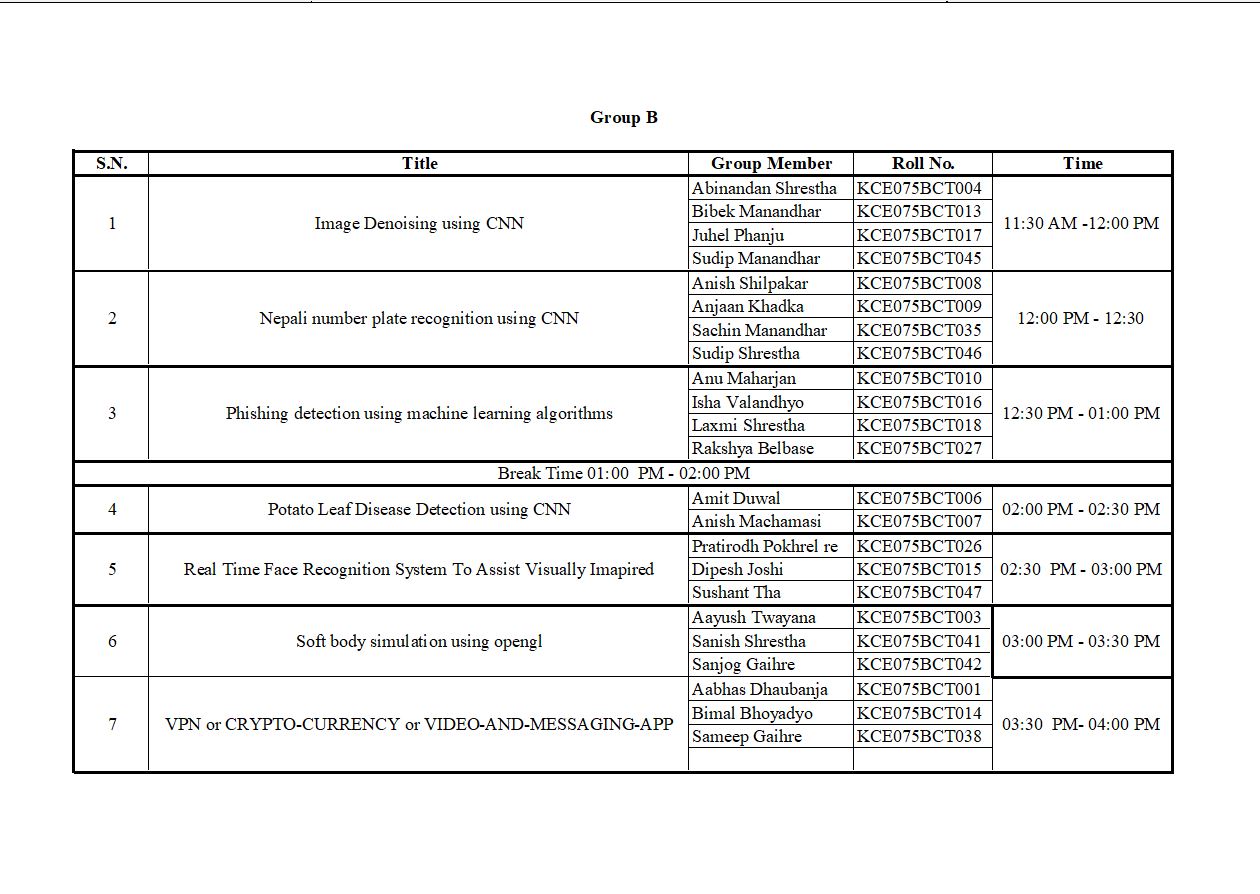 Group B
S.N. Title Group Member Roll No. Time
1 Image Denoising using CNN Abinandan Shrestha KCE075BCT004 11:30 AM -12:00 PM
Bibek Manandhar KCE075BCT013
Juhel Phanju KCE075BCT017
Sudip Manandhar KCE075BCT045
2 Nepali number plate recognition using CNN Anish Shilpakar KCE075BCT008 12:00 PM - 12:30
Anjaan Khadka KCE075BCT009
Sachin Manandhar KCE075BCT035
Sudip Shrestha KCE075BCT046
3 Phishing detection using machine learning algorithms Anu Maharjan KCE075BCT010 12:30 PM - 01:00 PM
Isha Valandhyo KCE075BCT016
Laxmi Shrestha KCE075BCT018
Rakshya Belbase KCE075BCT027
Break Time 01:00 PM - 02:00 PM
4 Potato Leaf Disease Detection using CNN Amit Duwal KCE075BCT006 02:00 PM - 02:30 PM
Anish Machamasi KCE075BCT007
5 Real Time Face Recognition System To Assist Visually Imapired Pratirodh Pokhrel re KCE075BCT026 02:30 PM - 03:00 PM
Dipesh Joshi KCE075BCT015
Sushant Tha KCE075BCT047
6 Soft body simulation using opengl Aayush Twayana KCE075BCT003 03:00 PM - 03:30 PM
Sanish Shrestha KCE075BCT041
Sanjog Gaihre KCE075BCT042
7 VPN or CRYPTO-CURRENCY or VIDEO-AND-MESSAGING-APP Aabhas Dhaubanja KCE075BCT001 03:30 PM- 04:00 PM
Bimal Bhoyadyo KCE075BCT014
Sameep Gaihre KCE075BCT038